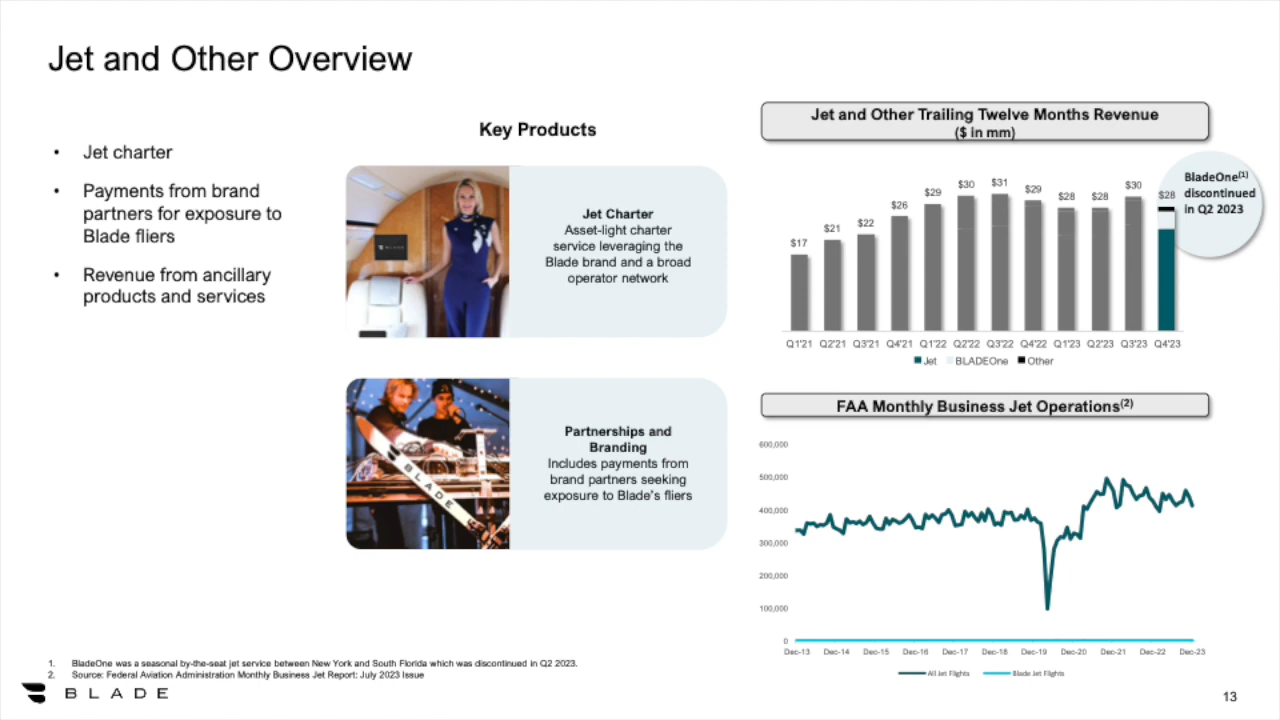 Jet and Other Overview
• Jet charter
• Payments from brand
partners for exposure to
Blade fliers
• Revenue from ancillary
products and services
Key Products
BLADE
Jet Charter
Asset-light charter
service leveraging the
Blade brand and a broad
operator network
BLADE
Partnerships and
Branding
Includes payments from
brand partners seeking
exposure to Blade's fliers
Jet and Other Trailing Twelve Months Revenue
($ in mm)
BladeOne(1)
discontinued
in Q2 2023
$17 $21 $22 $26 $29 $30 $31 $29 $28 $28 $30 $28
Q1'21 Q2'21 Q3'21 Q4'21 Q1'22 Q2'22 Q3'22 Q4'22 Q1'23 Q2'23 Q3'23 Q4'23
Jet BLADEOne Other
FAA Monthly Business Jet Operations(2)
600,000
500,000
400,000
300,000
200,000
100,000
0
Dec-13 Dec-14 Dec-15 Dec-16 Dec-17 Dec-18 Dec-19 Dec-20 Dec-21 Dec-22 Dec-23
All Jet Flights Blade Jet Flights
1. BladeOne was a seasonal by-the-seat jet service between New York and South Florida which was discontinued in Q2 2023.
2. Source: Federal Aviation Administration Monthly Business Jet Report: July 2023 Issue
BLADE
13